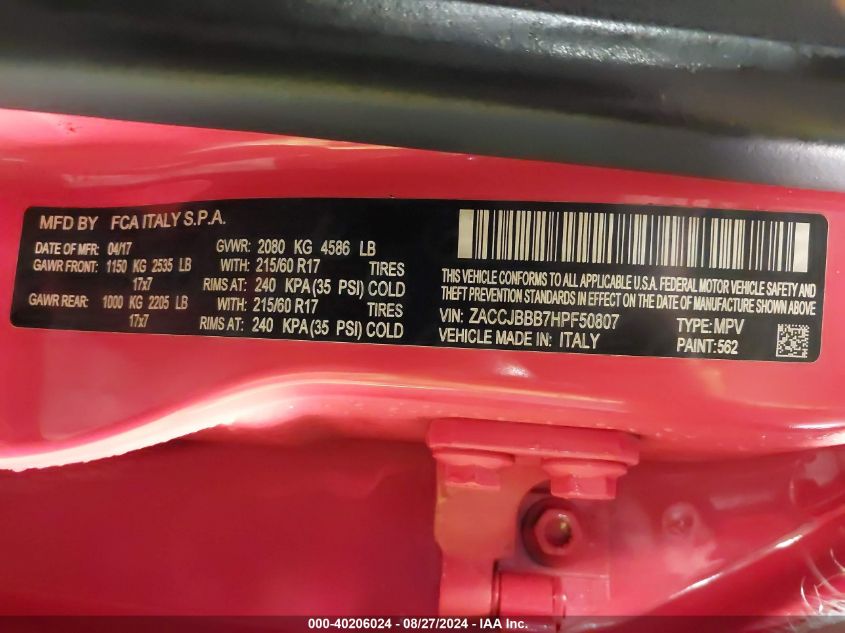 MFD BY FCA ITALY S.P.A.
DATE OF MFR: 04/17 GVWR: 2080 KG 4586 LB
GAWR FRONT: 1150 KG 2535 LB WITH: 215/60 R17 TIRES
17x7 RIMS AT: 240 KPA(35 PSI) COLD
GAWR REAR: 1000 KG 2205 LB WITH: 215/60 R17 TIRES
17x7 RIMS AT: 240 KPA(35 PSI) COLD
THIS VEHICLE CONFORMS TO ALL APPLICABLE U.S.A. FEDERAL MOTOR VEHICLE SAFETY AND
THEFT PREVENTION STANDARDS IN EFFECT ON THE DATE OF MANUFACTURE SHOWN ABOVE
VIN: ZACCJBBB7HPF50807 TYPE: MPV
VEHICLE MADE IN: ITALY PAINT: 562
000-40206024 - 08/27/2024 - IAA Inc.